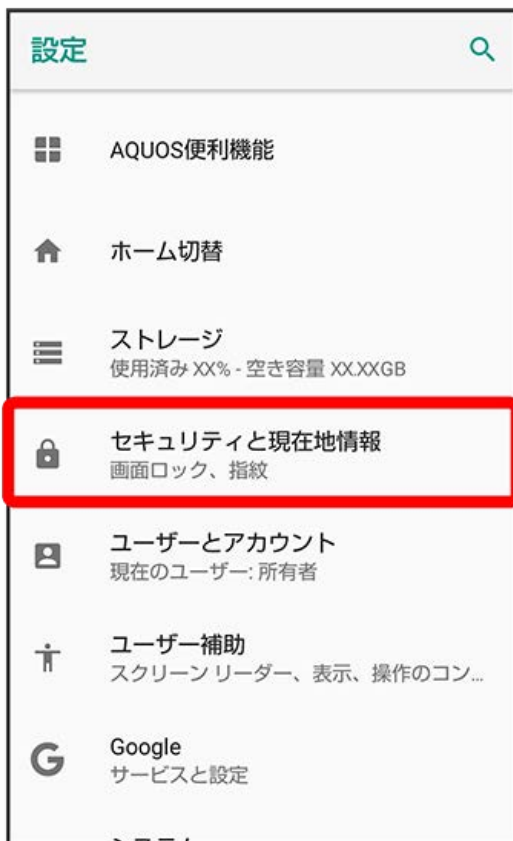 設定
AQUOS便利機能
ホーム切替
ストレージ
使用済み XX% - 空き容量 XX.XXGB
セキュリティと現在地情報
画面ロック、指紋
ユーザーとアカウント
現在のユーザー: 所有者
ユーザー補助
スクリーン リーダー、表示、操作のコン...
Google
サービスと設定